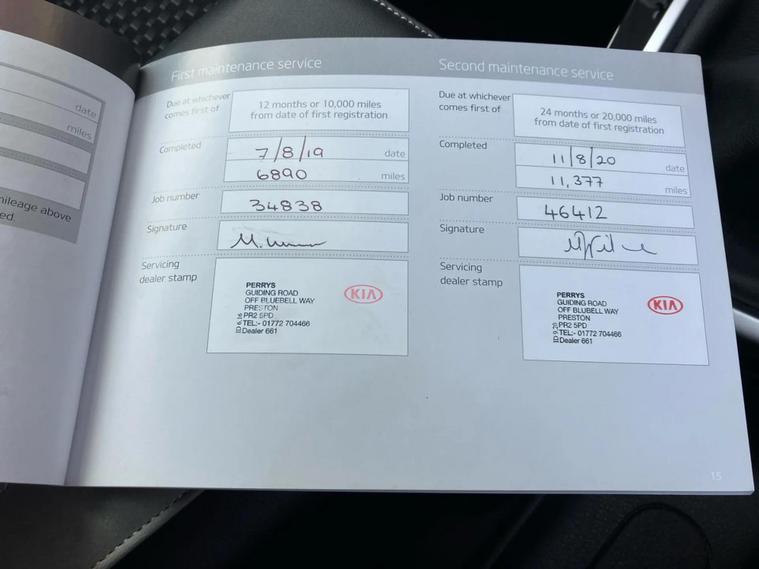 date
miles
mileage above
ed.
First maintenance service
Due at whichever
comes first of
12 months or 10,000 miles
from date of first registration
Completed
7/8/19 date
6890 miles
Job number
34838
Signature
Servicing
dealer stamp
PERRYS
GUIDING ROAD
OFF BLUEBELL WAY
PRESTON
PR2 5PD
TEL:- 01772 704466
Dealer 661
KIA
Second maintenance service
Due at whichever
comes first of
24 months or 20,000 miles
from date of first registration
Completed
11/8/20 date
11,377 miles
Job number
46412
Signature
Servicing
dealer stamp
PERRYS
GUIDING ROAD
OFF BLUBELL WAY
PRESTON
PR2 5PD
TEL:- 01772 704466
Dealer 661
KIA
15